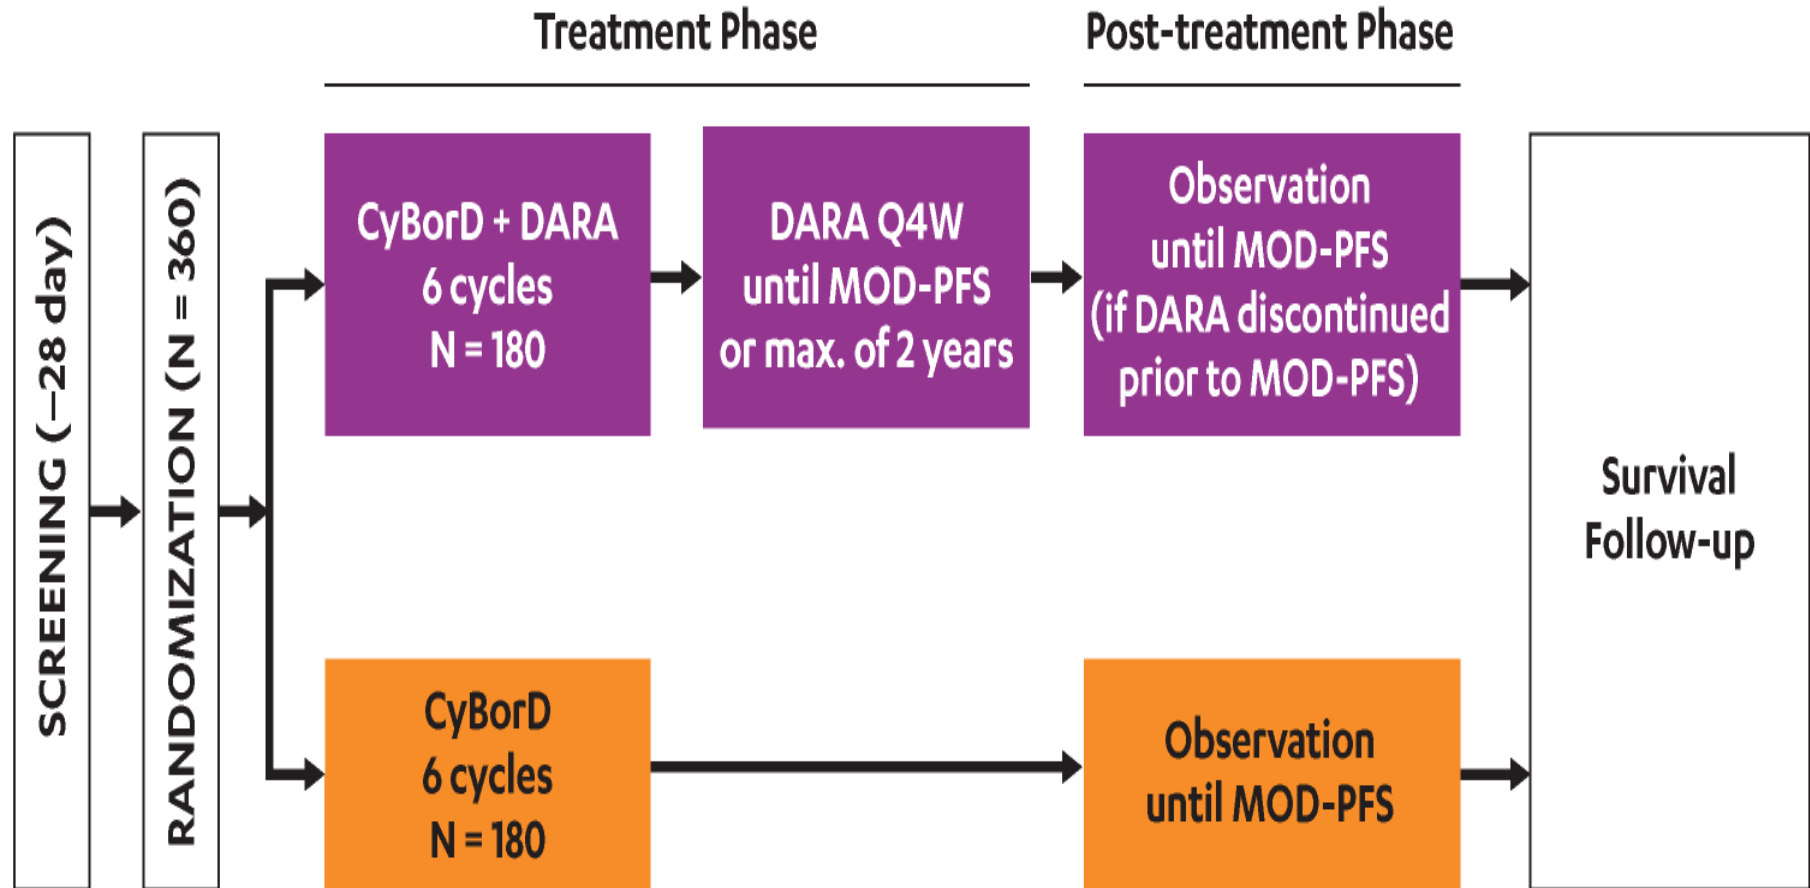 Treatment Phase
Post-treatment Phase
SCREENING (–28 day)
RANDOMIZATION (N = 360)
CyBorD + DARA
6 cycles
N = 180
DARA Q4W
until MOD-PFS
or max. of 2 years
Observation
until MOD-PFS
(if DARA discontinued
prior to MOD-PFS)
CyBorD
6 cycles
N = 180
Observation
until MOD-PFS
Survival
Follow-up